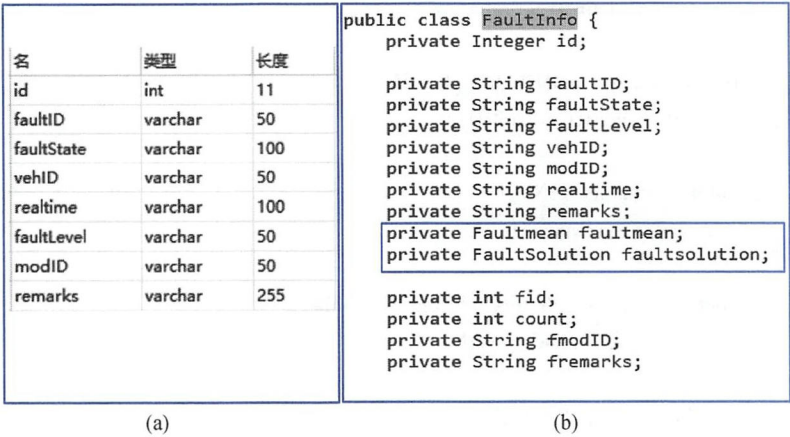 名 类型 长度
id int 11
faultID varchar 50
faultState varchar 100
vehID varchar 50
realtime varchar 100
faultLevel varchar 50
modID varchar 50
remarks varchar 255
(a)
public class FaultInfo {
private Integer id;
private String faultID;
private String faultState;
private String faultLevel;
private String vehID;
private String modID;
private String realtime;
private String remarks;
private Faultmean faultmean;
private FaultSolution faultsolution;
private int fid;
private int count;
private String fmodID;
private String fremarks;
(b)